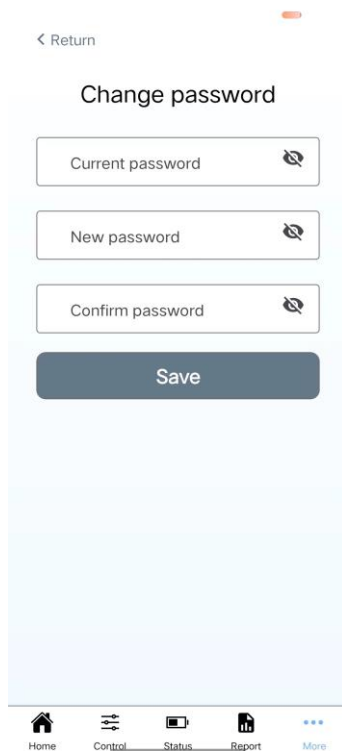 Return
Change password
Current password
New password
Confirm password
Save
Home Control Status Report More